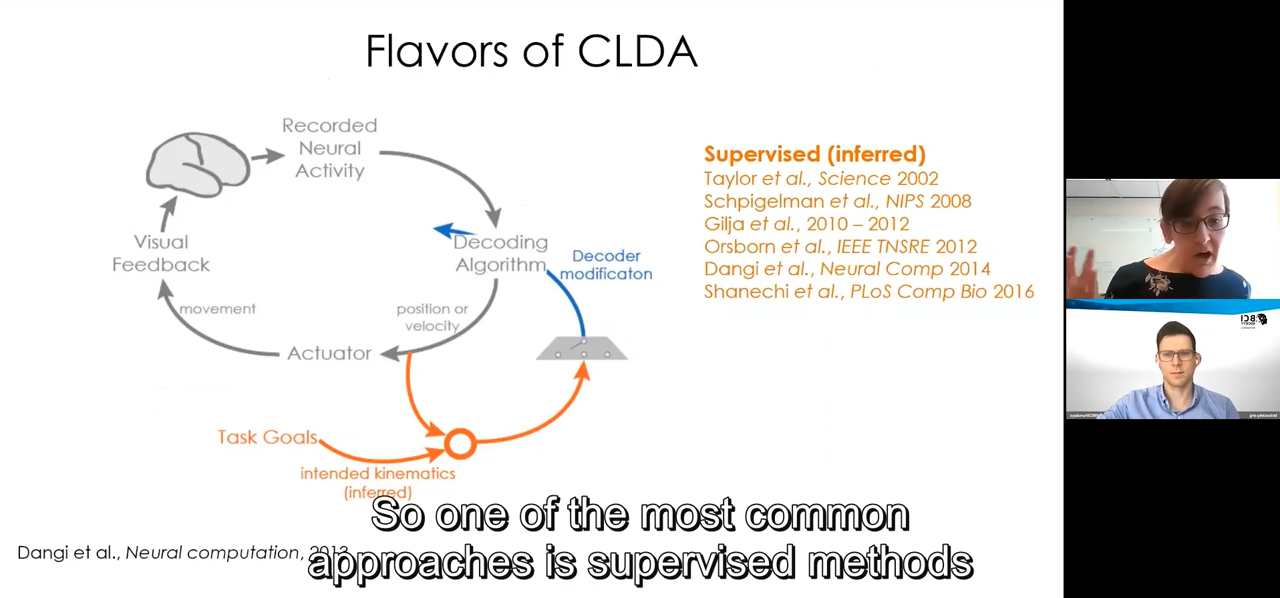 Flavors of CLDA
Recorded
Neural
Activity
Visual
Feedback
Decoding
Algorithm
Decoder
modificaton
movement
position or
velocity
Actuator
Task Goals
intended kinematics
(inferred)
Supervised (inferred)
Taylor et al., Science 2002
Schpigelman et al., NIPS 2008
Gilja et al., 2010 – 2012
Orsborn et al., IEEE TNSRE 2012
Dangi et al., Neural Comp 2014
Shanechi et al., PLoS Comp Bio 2016
Dangi et al., Neural computation,
So one of the most common
approaches is supervised methods